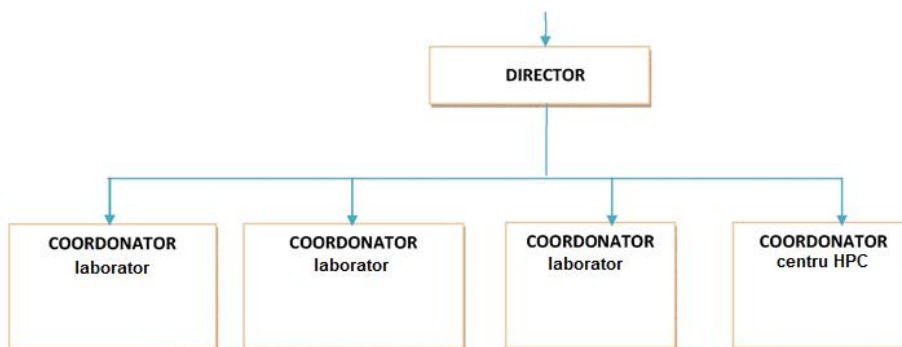 DIRECTOR
COORDONATOR
laborator
COORDONATOR
laborator
COORDONATOR
laborator
COORDONATOR
centru HPC